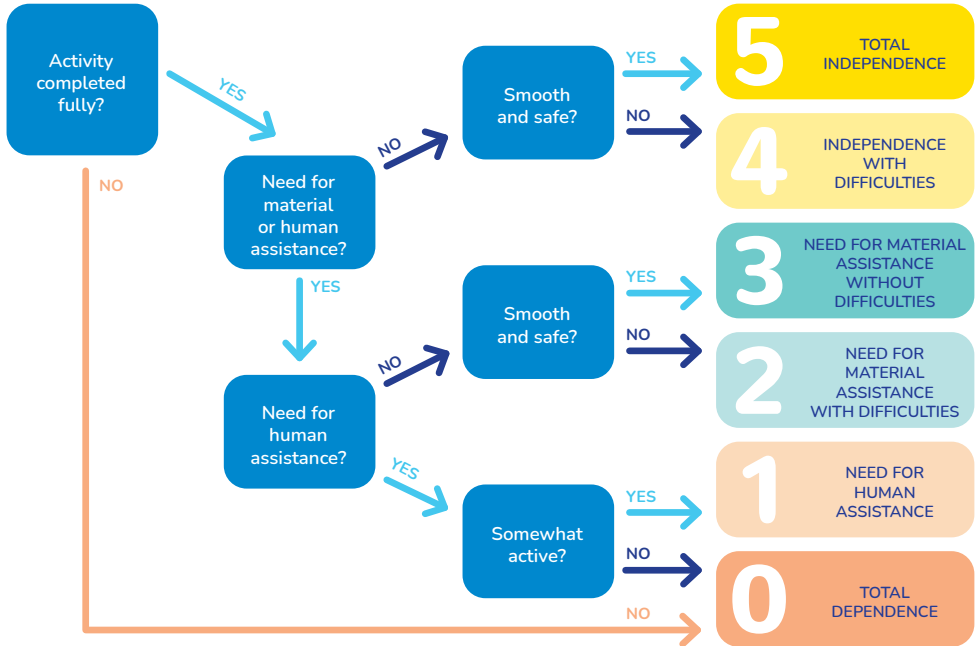 Activity
completed
fully?
YES
NO
Need for
material
or human
assistance?
NO
YES
Smooth
and safe?
YES
NO
5
TOTAL
INDEPENDENCE
4
INDEPENDENCE
WITH
DIFFICULTIES
Need for
human
assistance?
NO
YES
Smooth
and safe?
YES
NO
3
NEED FOR MATERIAL
ASSISTANCE
WITHOUT
DIFFICULTIES
2
NEED FOR
MATERIAL
ASSISTANCE
WITH DIFFICULTIES
Somewhat
active?
YES
NO
NO
1
NEED FOR
HUMAN
ASSISTANCE
0
TOTAL
DEPENDENCE